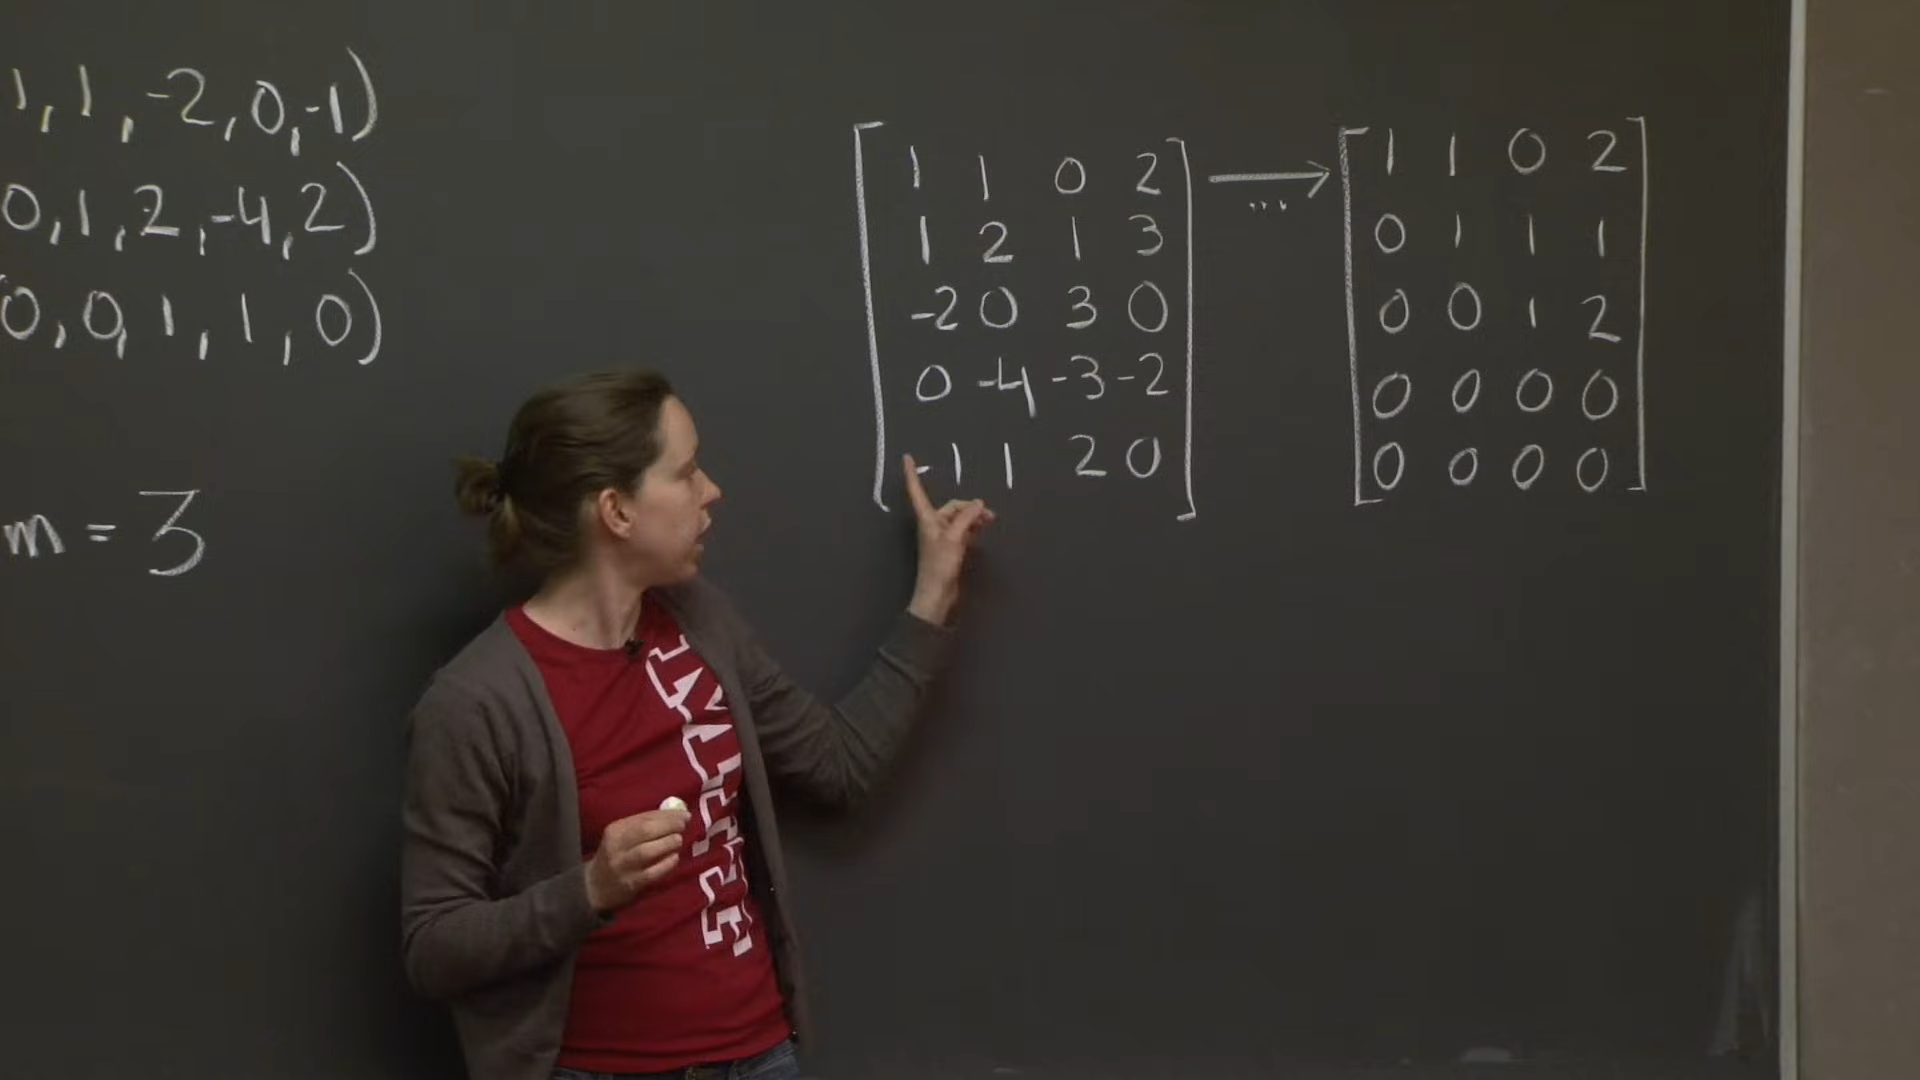 1, 1, -2, 0, -1)
0, 1, 2, -4, 2)
0, 0, 1, 1, 0)
m = 3
[1 1 0 2
1 2 1 3
-2 0 3 0
0 -4 -3 -2
-1 1 2 0]
→
...
[1 1 0 2
0 1 1 1
0 0 1 2
0 0 0 0
0 0 0 0]